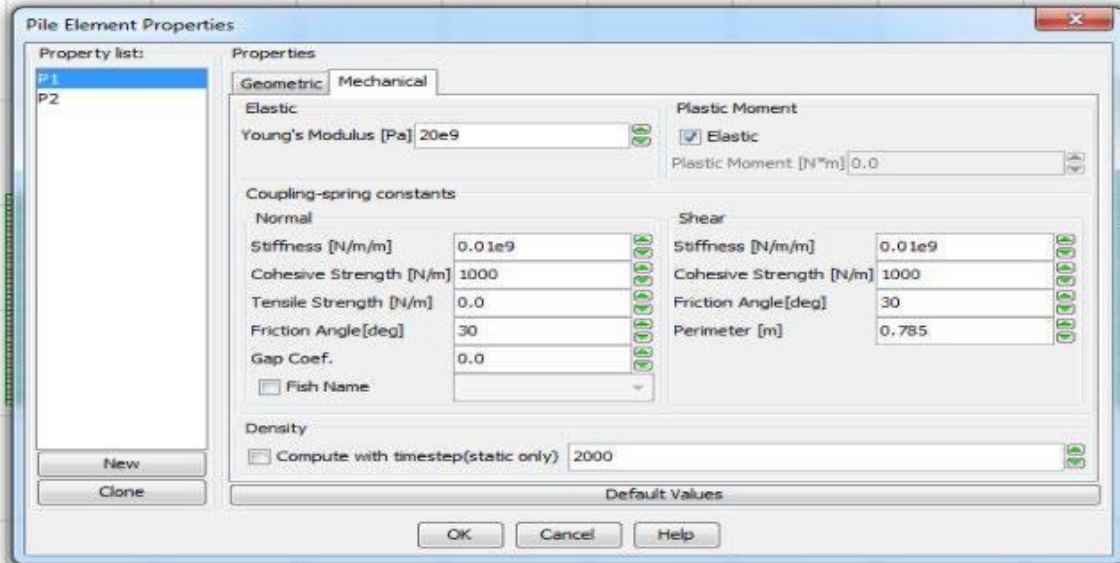 Pile Element Properties
Property list:
P1
P2
New
Clone
Properties
Geometric Mechanical
Elastic
Young's Modulus [Pa] 20e9
Plastic Moment
Elastic
Plastic Moment [N*m] 0.0
Coupling-spring constants
Normal
Stiffness [N/m/m] 0.01e9
Cohesive Strength [N/m] 1000
Tensile Strength [N/m] 0.0
Friction Angle[deg] 30
Gap Coef. 0.0
Fish Name
Shear
Stiffness [N/m/m] 0.01e9
Cohesive Strength [N/m] 1000
Friction Angle[deg] 30
Perimeter [m] 0.785
Density
Compute with timestep(static only) 2000
Default Values
OK Cancel Help